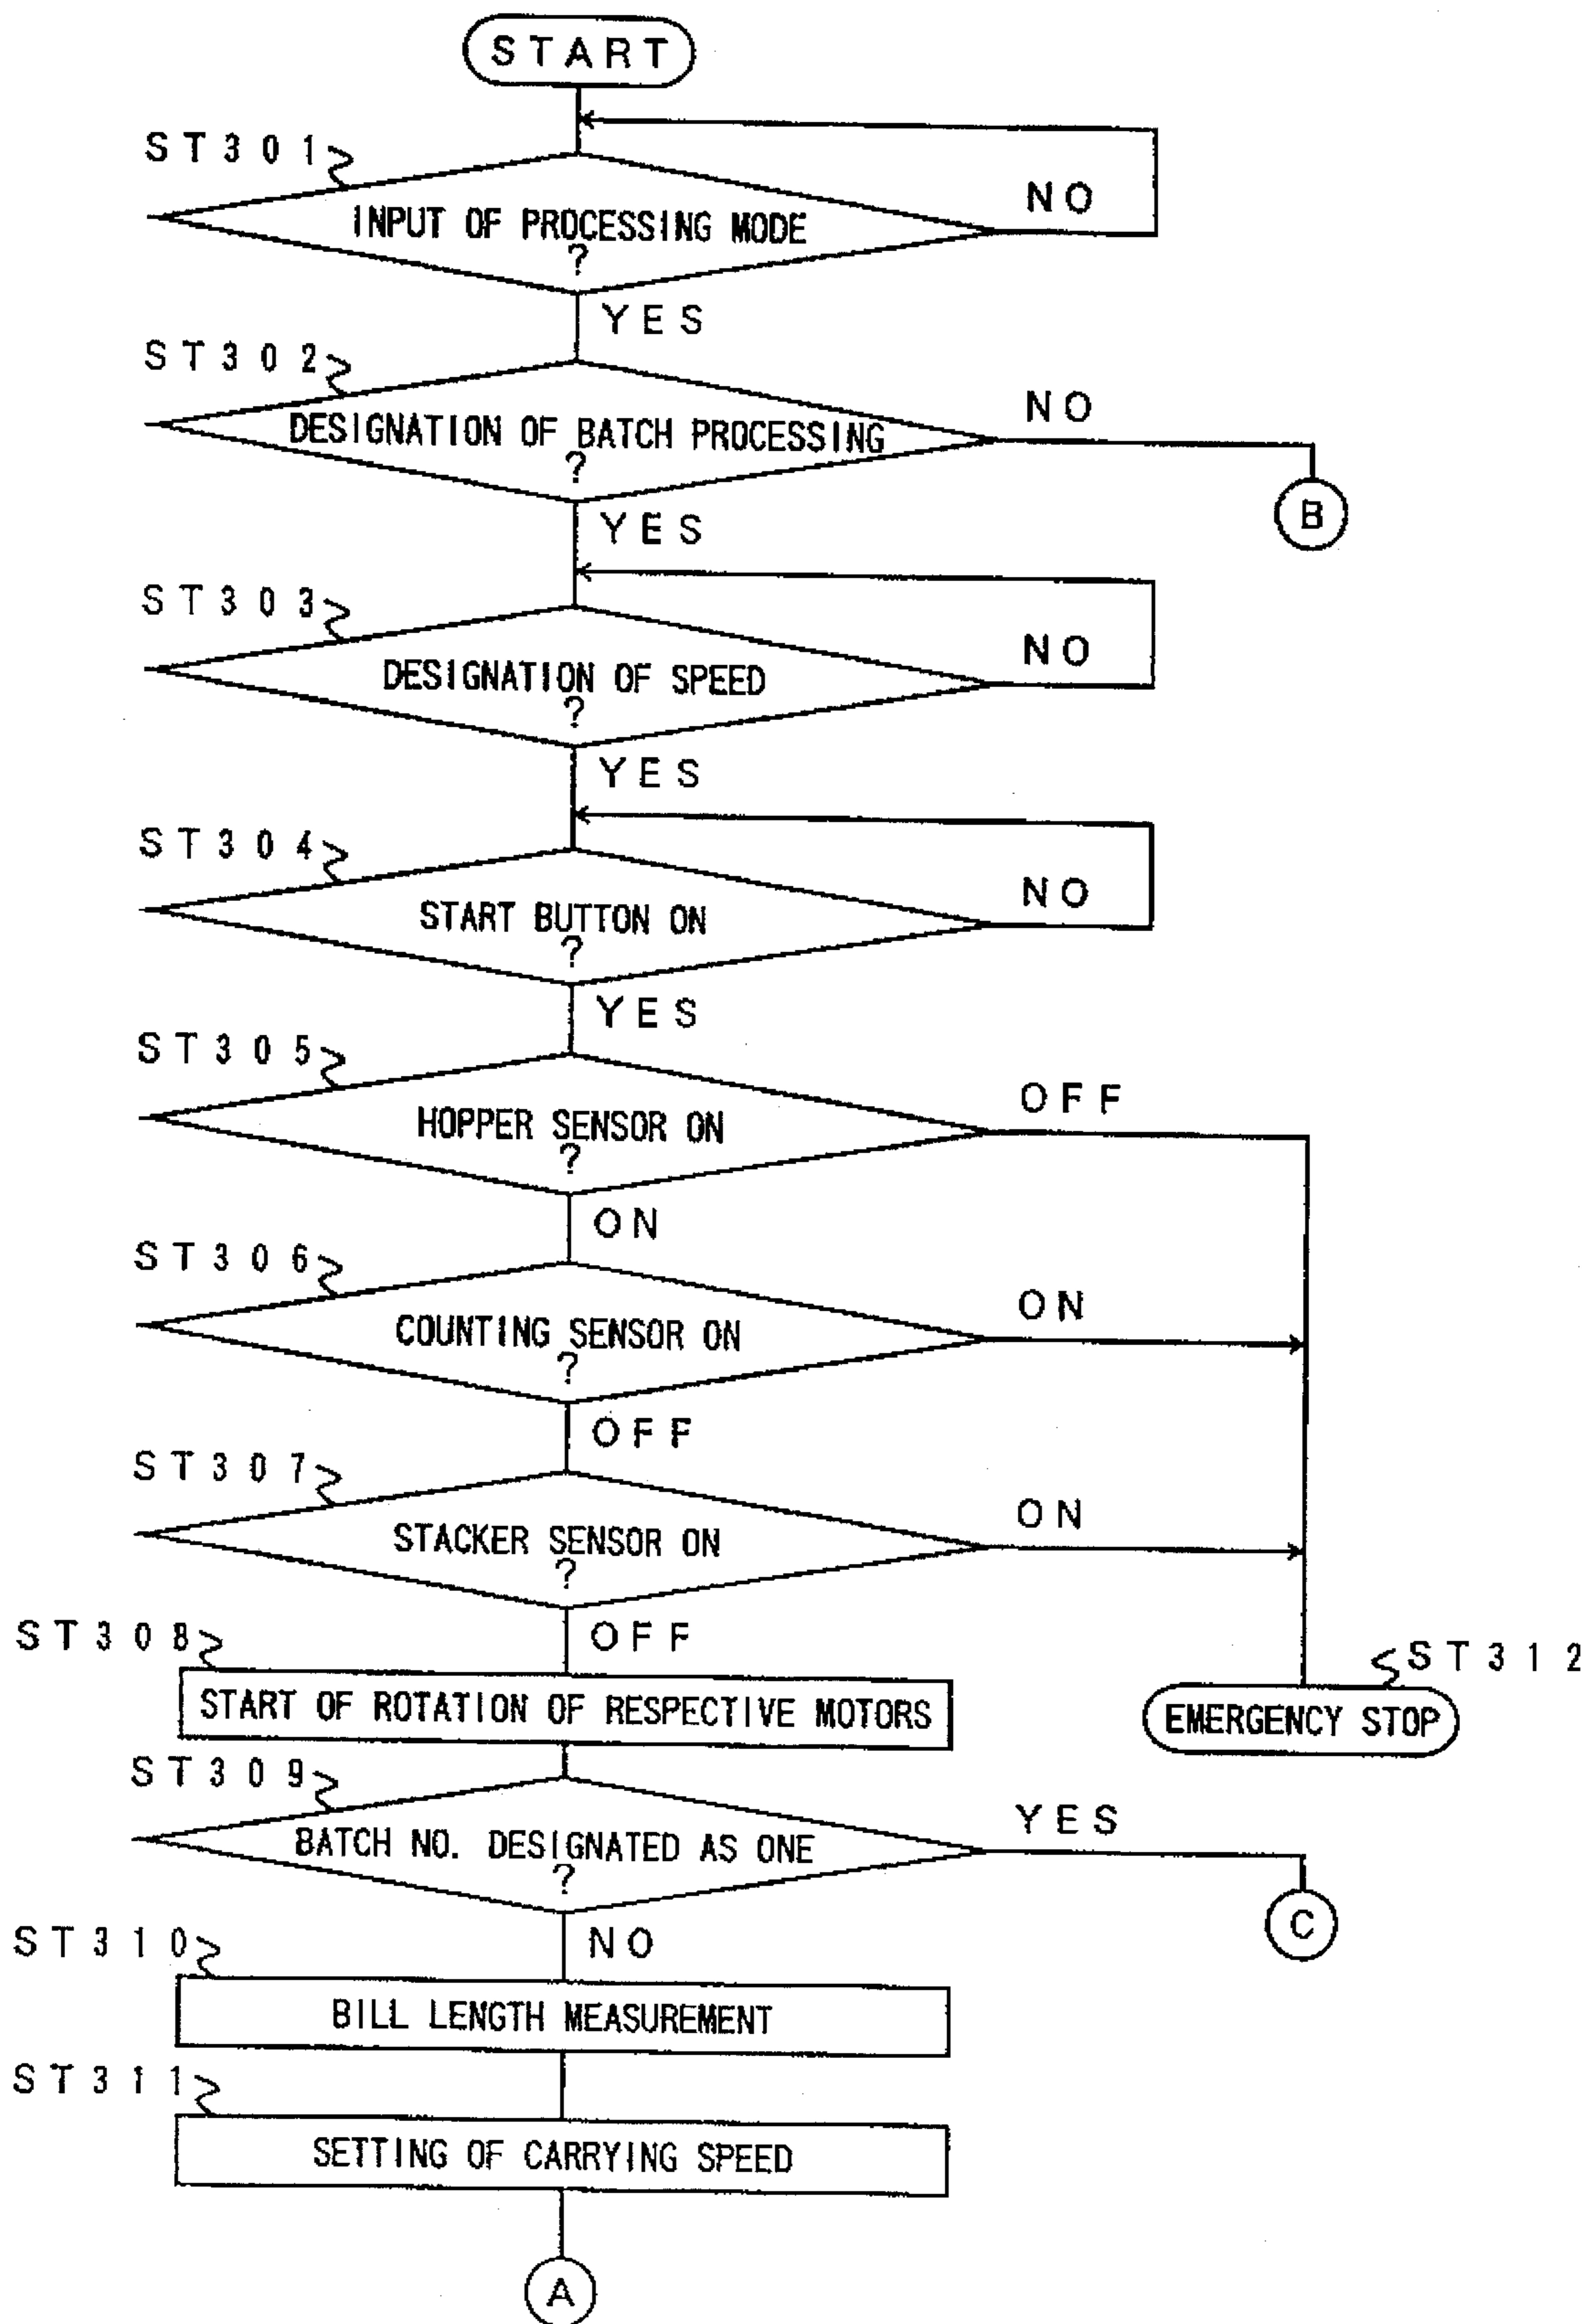 START
ST301
NO
INPUT OF PROCESSING MODE
?
YES
ST302
NO
DESIGNATION OF BATCH PROCESSING
?
B
YES
ST303
NO
DESIGNATION OF SPEED
?
YES
ST304
NO
START BUTTON ON
?
YES
ST305
OFF
HOPPER SENSOR ON
?
ON
ST306
ON
COUNTING SENSOR ON
?
OFF
ST307
ON
STACKER SENSOR ON
?
OFF
ST308
ST312
START OF ROTATION OF RESPECTIVE MOTORS
EMERGENCY STOP
ST309
YES
BATCH NO. DESIGNATED AS ONE
?
C
NO
ST310
BILL LENGTH MEASUREMENT
ST311
SETTING OF CARRYING SPEED
A